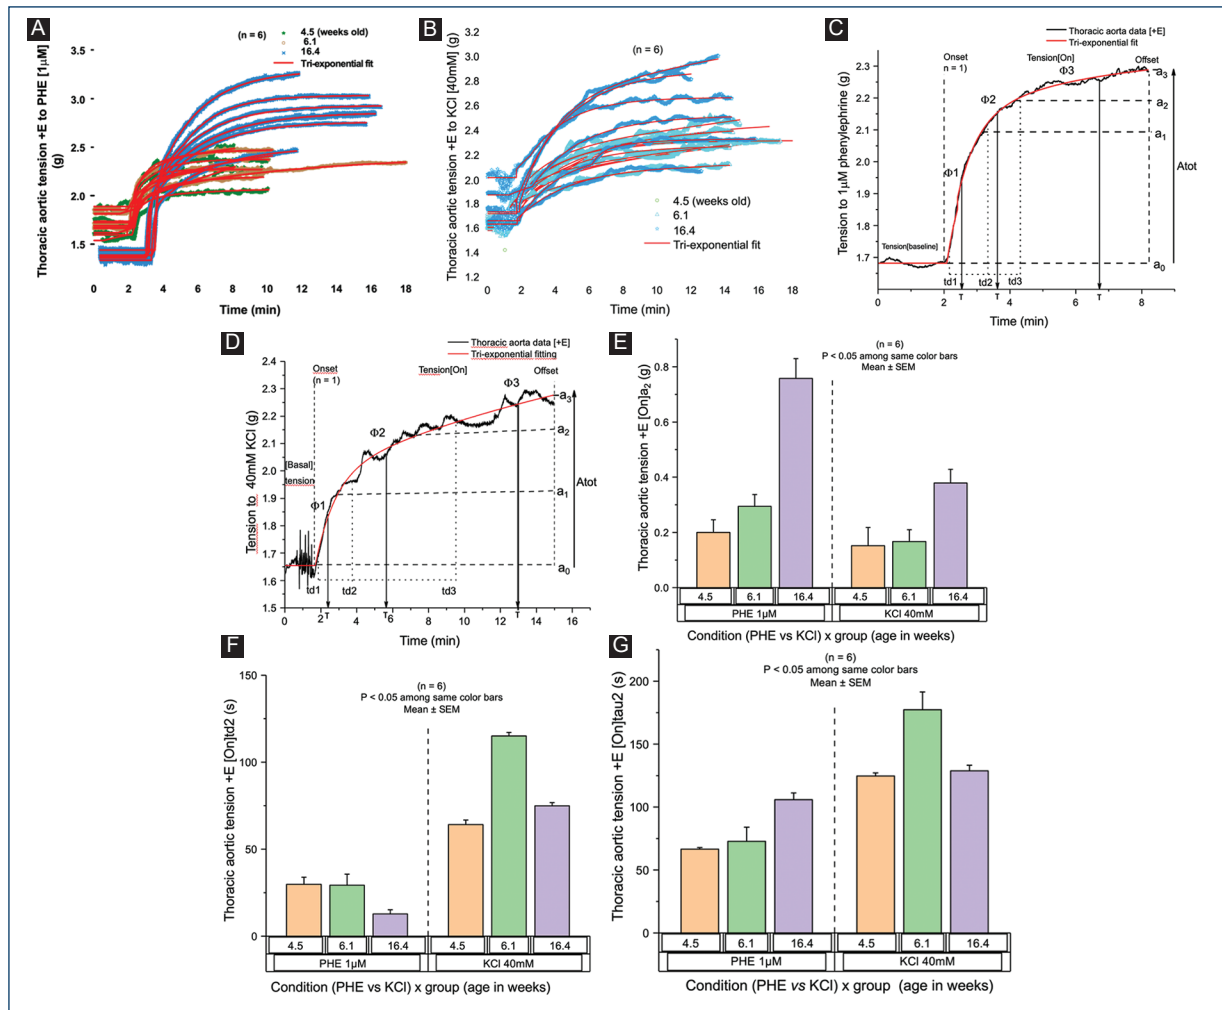 A
Thoracic aortic tension +E to PHE [1µM]
(g)
(n = 6)
4.5 (weeks old)
6.1
16.4
Tri-exponential fit
3.5
3.0
2.5
2.0
1.5
0 2 4 6 8 10 12 14 16 18
Time (min)
B
Thoracic aortic tension +E to KCl [40mM] (g)
(n = 6)
3.2
3.0
2.8
2.6
2.4
2.2
2.0
1.8
1.6
1.4
1.2
4.5 (weeks old)
6.1
16.4
Tri-exponential fit
0 2 4 6 8 10 12 14 16 18
Time (min)
C
Tension to 1µM phenylephrine (g)
Thoracic aorta data [+E]
Tri-exponential fit
Onset
n = 1)
Tension[On]
Offset
Φ3
Φ2
Φ1
a3
a2
a1
Atot
a0
Tension[baseline]
2.3
2.2
2.1
2.0
1.9
1.8
1.7
td1 td2 td3
0 2 4 6 8
T T T
Time (min)
D
Tension to 40mM KCl (g)
Thoracic aorta data [+E]
Tri-exponential fitting
Onset
(n = 1)
Tension[On]
Offset
Φ3
Φ2
Φ1
a3
a2
a1
Atot
a0
[Basal]
tension
2.4
2.3
2.2
2.1
2.0
1.9
1.8
1.7
1.6
1.5
td1 td2 td3
0 2 T 4 T 6 8 10 12 T 14 16
Time (min)
E
Thoracic aortic tension +E [On]a2 (g)
(n = 6)
P < 0.05 among same color bars
Mean ± SEM
0.8
0.6
0.4
0.2
0.0
4.5 6.1 16.4 4.5 6.1 16.4
PHE 1µM KCl 40mM
Condition (PHE vs KCl) x group (age in weeks)
F
Thoracic aortic tension +E [On]td2 (s)
(n = 6)
P < 0.05 among same color bars
Mean ± SEM
150
100
50
0
4.5 6.1 16.4 4.5 6.1 16.4
PHE 1µM KCl 40mM
Condition (PHE vs KCl) x group (age in weeks)
G
Thoracic aortic tension +E [On]tau2 (s)
(n = 6)
P < 0.05 among same color bars
Mean ± SEM
200
150
100
50
0
4.5 6.1 16.4 4.5 6.1 16.4
PHE 1µM KCl 40mM
Condition (PHE vs KCl) x group (age in weeks)